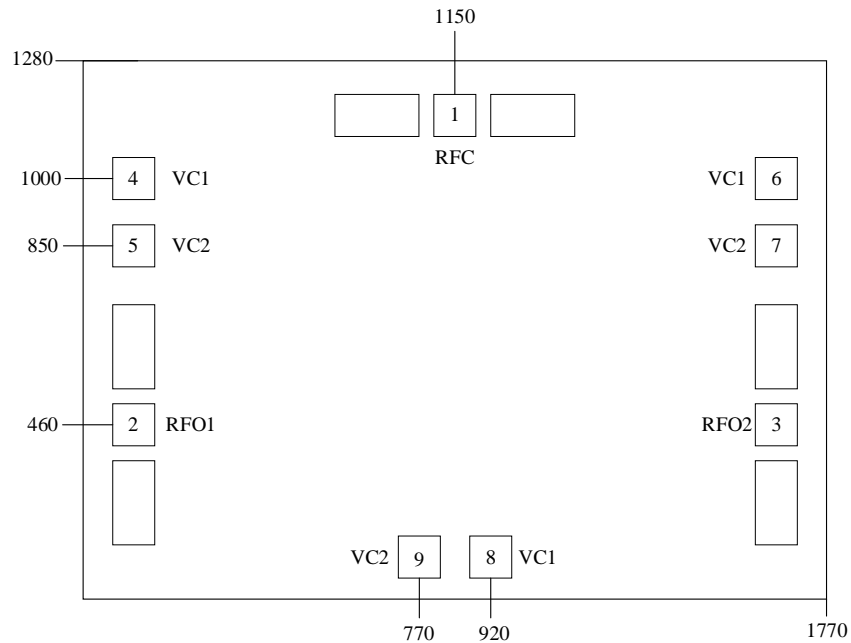 1150
1280
1
RFC
1000
4 VC1
VC1 6
850
5 VC2
VC2 7
460
2 RFO1
RFO2 3
VC2 9
8 VC1
770
920
1770